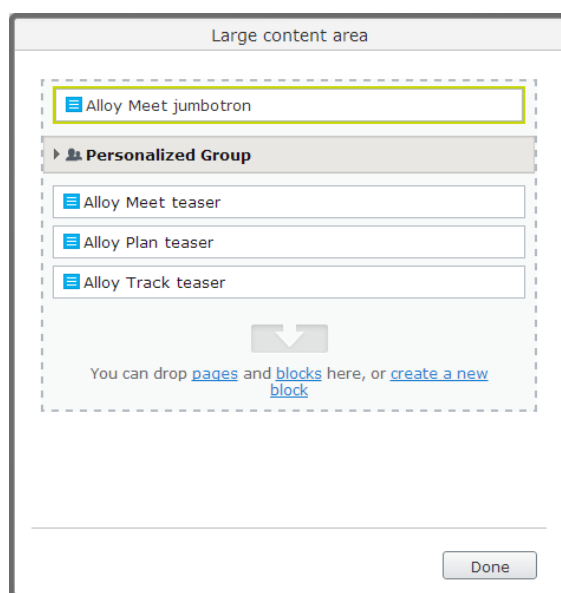 Large content area
Alloy Meet jumbotron
Personalized Group
Alloy Meet teaser
Alloy Plan teaser
Alloy Track teaser
You can drop pages and blocks here, or create a new
block
Done